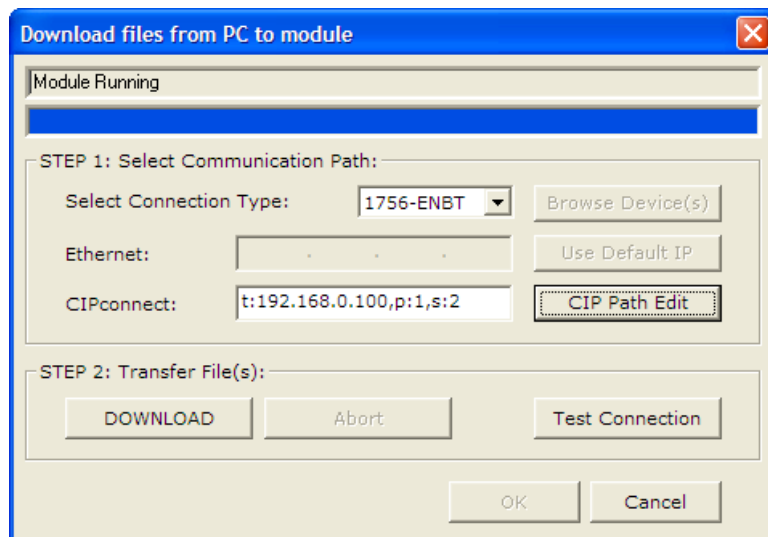 Download files from PC to module
Module Running
STEP 1: Select Communication Path:
Select Connection Type: 1756-ENBT Browse Device(s)
Ethernet: . . . Use Default IP
CIPconnect: t:192.168.0.100,p:1,s:2 CIP Path Edit
STEP 2: Transfer File(s):
DOWNLOAD Abort Test Connection
OK Cancel